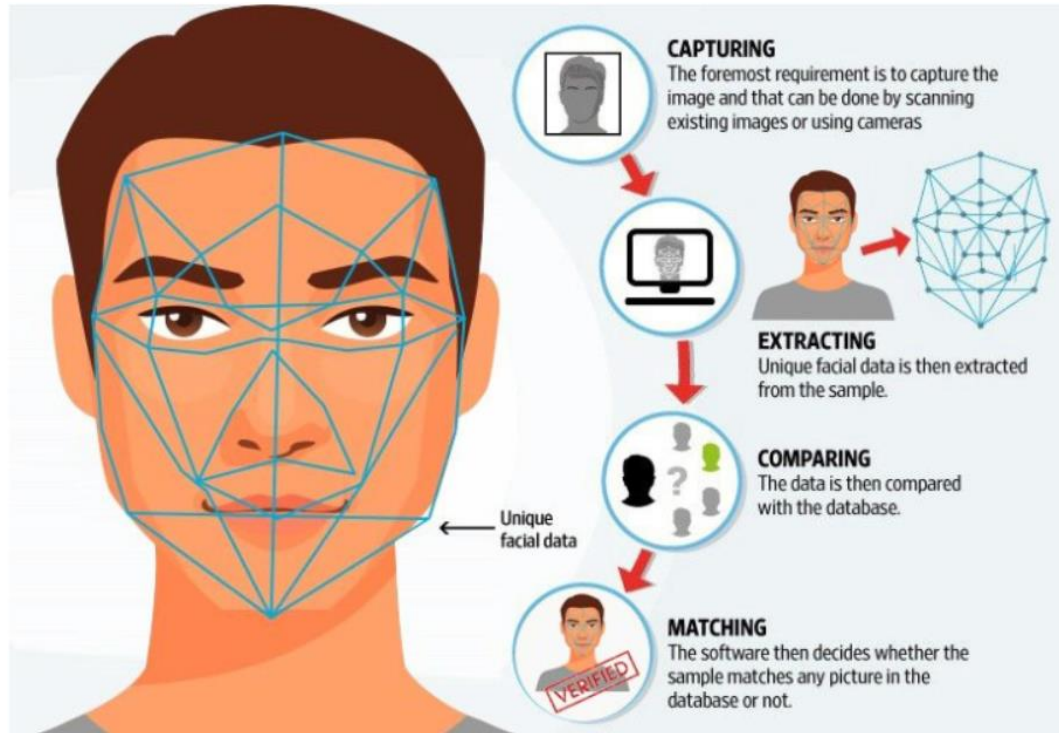 CAPTURING
The foremost requirement is to capture the
image and that can be done by scanning
existing images or using cameras
EXTRACTING
Unique facial data is then extracted
from the sample.
COMPARING
The data is then compared
with the database.
?
Unique
facial data
MATCHING
The software then decides whether the
sample matches any picture in the
database or not.
VERIFIED